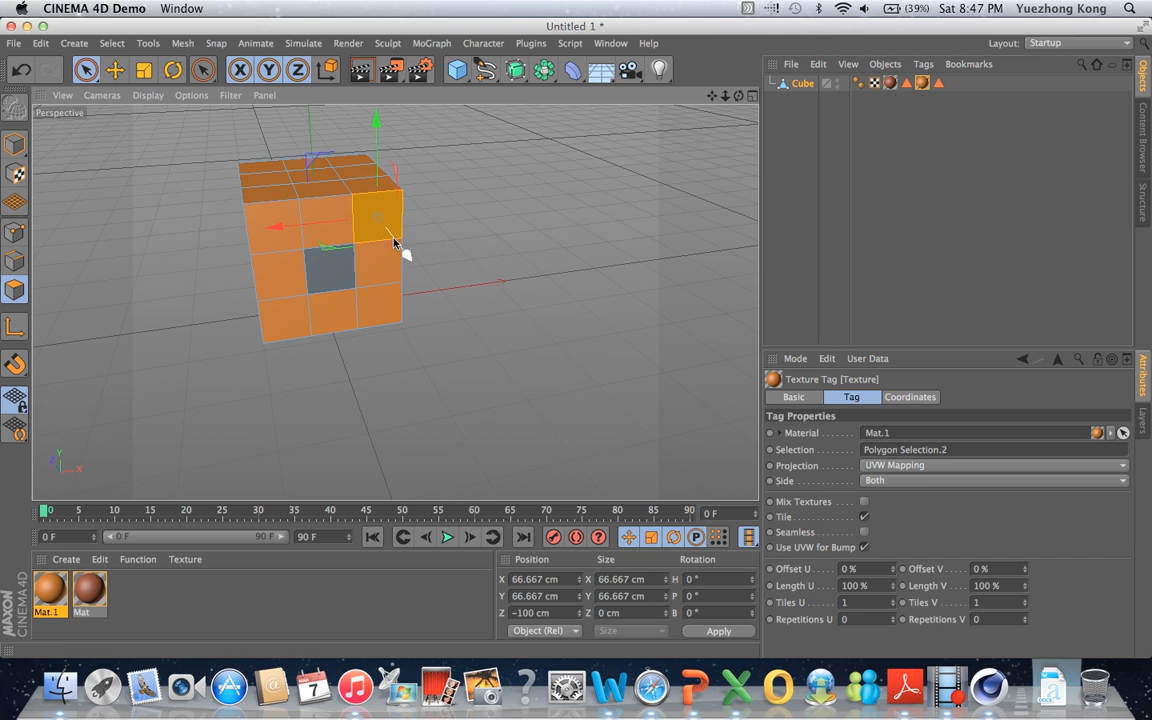 CINEMA 4D Demo Window (39%) Sat 8:47 PM Yuezhong Kong
Untitled 1 *
File Edit Create Select Tools Mesh Snap Animate Simulate Render Sculpt MoGraph Character Plugins Script Window Help Layout: Startup
X Y Z
File Edit View Objects Tags Bookmarks
View Cameras Display Options Filter Panel
Perspective
Cube
Objects
Content Browser
Structure
Mode Edit User Data
Texture Tag [Texture]
Basic Tag Coordinates
Tag Properties
Material Mat.1
Selection Polygon Selection.2
Projection UVW Mapping
Side Both
Mix Textures
Tile
Seamless
Use UVW for Bump
Offset U 0 % Offset V 0 %
Length U 100 % Length V 100 %
Tiles U 1 Tiles V 1
Repetitions U 0 Repetitions V 0
Attributes
Layers
Y
Z
X
0 5 10 15 20 25 30 35 40 45 50 55 60 65 70 75 80 85 90 0 F
0 F 0 F 90 F 90 F P
Create Edit Function Texture
Mat.1 Mat
Position Size Rotation
X 66.667 cm X 66.667 cm H 0 °
Y 66.667 cm Y 66.667 cm P 0 °
Z -100 cm Z 0 cm B 0 °
Object (Rel) Size Apply
MAXON
CINEMA 4D
7